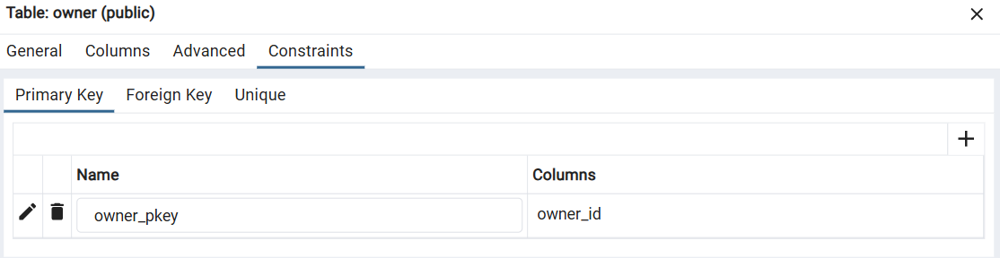 Table: owner (public)
General Columns Advanced Constraints
Primary Key Foreign Key Unique
Name Columns
owner_pkey owner_id